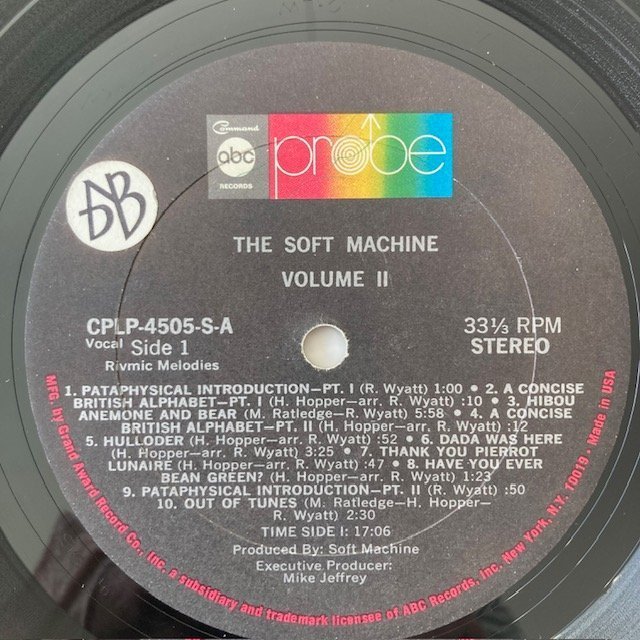 Command
abc
RECORDS
probe
DB
THE SOFT MACHINE
VOLUME II
CPLP-4505-S-A
33⅓ RPM
Vocal Side 1
STEREO
Rivmic Melodies
1. PATAPHYSICAL INTRODUCTION—PT. I (R. Wyatt) 1:00 • 2. A CONCISE
BRITISH ALPHABET—PT. I (H. Hopper—arr. R. Wyatt) :10 • 3. HIBOU
ANEMONE AND BEAR (M. Ratledge-R. Wyatt) 5:58 • 4. A CONCISE
BRITISH ALPHABET—PT. II (H. Hopper—arr. R. Wyatt) :12
5. HULLODER (H. Hopper—arr. R. Wyatt) :52 • 6. DADA WAS HERE
(H. Hopper—arr. R. Wyatt) 3:25 • 7. THANK YOU PIERROT
LUNAIRE (H. Hopper—arr. R. Wyatt) :47 • 8. HAVE YOU EVER
BEAN GREEN? (H. Hopper—arr. R. Wyatt) 1:23
9. PATAPHYSICAL INTRODUCTION—PT. II (R. Wyatt) :50
10. OUT OF TUNES (M. Ratledge—H. Hopper—
R. Wyatt) 2:30
TIME SIDE I: 17:06
Produced By: Soft Machine
Executive Producer:
Mike Jeffrey
MFG. by Grand Award Record Co., Inc. a subsidiary and trademark licensee of ABC Records, Inc. New York, N.Y. 10019 • Made in USA